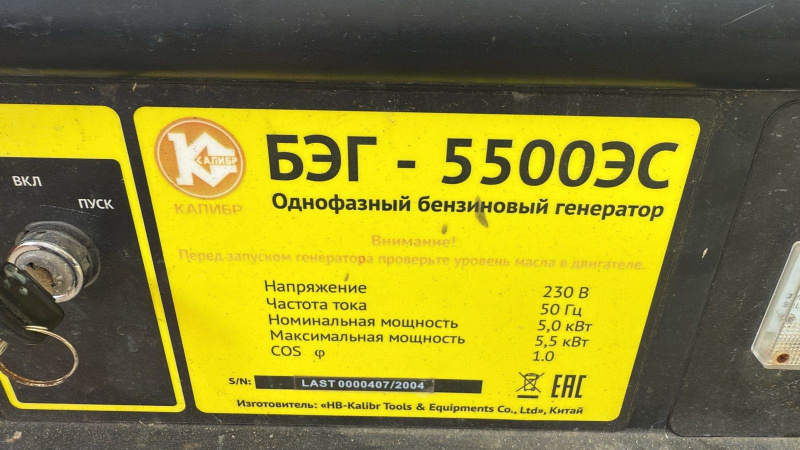 ВКЛ
ПУСК
КАЛИБР
КАЛИБР
БЭГ - 5500ЭС
Однофазный бензиновый генератор
Внимание!
Перед запуском генератора проверьте уровень масла в двигателе.
Напряжение 230 В
Частота тока 50 Гц
Номинальная мощность 5,0 кВт
Максимальная мощность 5,5 кВт
COS φ 1.0
S/N: LAST 0000407/2004
EAC
Изготовитель: «HB-Kalibr Tools & Equipments Co., Ltd», Китай